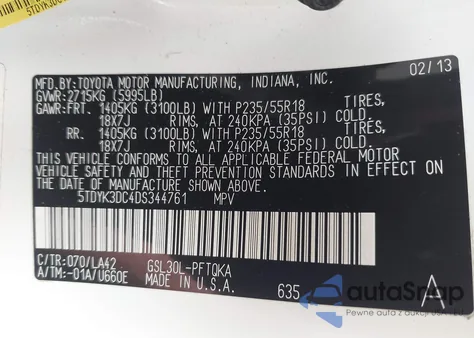 5TDYK3DC
MFD.BY:TOYOTA MOTOR MANUFACTURING, INDIANA, INC. 02/13
GVWR:2715KG (5995LB)
GAWR:FRT. 1405KG (3100LB) WITH P235/55R18 TIRES,
18X7J RIMS, AT 240KPA (35PSI) COLD.
RR. 1405KG (3100LB) WITH P235/55R18 TIRES,
18X7J RIMS, AT 240KPA (35PSI) COLD.
THIS VEHICLE CONFORMS TO ALL APPLICABLE FEDERAL MOTOR
VEHICLE SAFETY AND THEFT PREVENTION STANDARDS IN EFFECT ON
THE DATE OF MANUFACTURE SHOWN ABOVE.
5TDYK3DC4DS344761 MPV
C/TR:070/LA42 GSL30L-PFTQKA
A/TM:-01A/U660E MADE IN U.S.A. 635 A
autoSnap
Pewne auto z USA